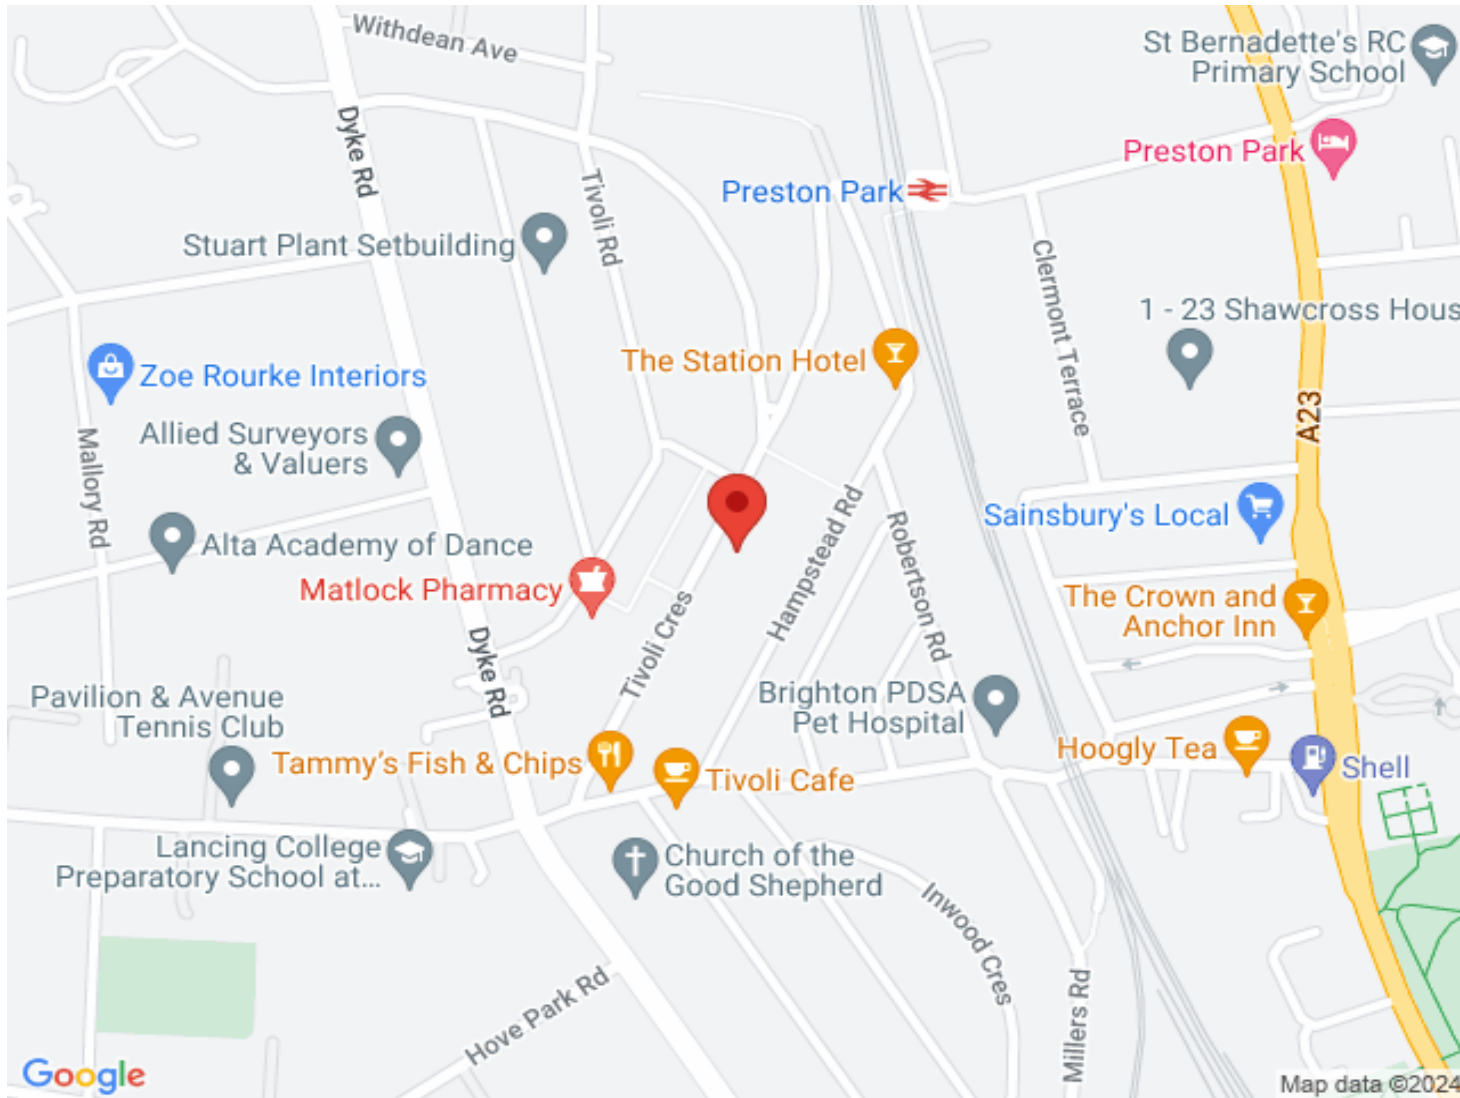 Withdean Ave
St Bernadette's RC
Primary School
Dyke Rd
Preston Park
Tivoli Rd
Preston Park
Stuart Plant Setbuilding
Clermont Terrace
1 - 23 Shawcross Hous
The Station Hotel
Zoe Rourke Interiors
A23
Allied Surveyors
& Valuers
Mallory Rd
Hampstead Rd
Sainsbury's Local
Robertson Rd
Alta Academy of Dance
Matlock Pharmacy
The Crown and
Anchor Inn
Tivoli Cres
Dyke Rd
Pavilion & Avenue
Tennis Club
Brighton PDSA
Pet Hospital
Hoogly Tea
Tammy's Fish & Chips
Tivoli Cafe
Shell
Lancing College
Preparatory School at...
Church of the
Good Shepherd
Inwood Cres
Hove Park Rd
Millers Rd
Google
Map data ©2024